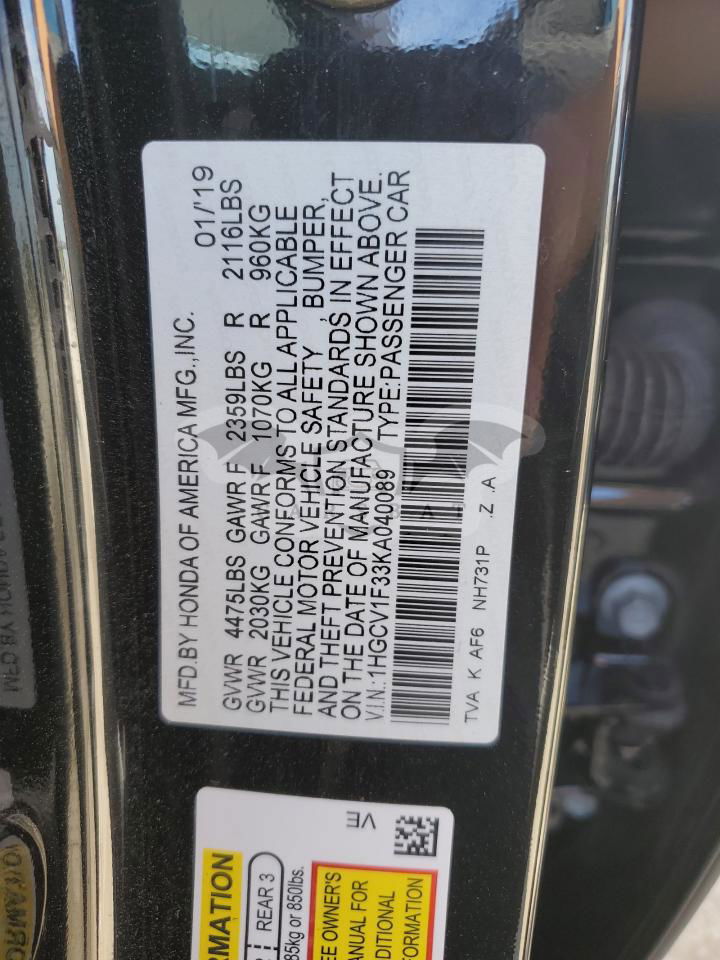 MFD.BY HONDA OF AMERICA MFG.,INC. 01/'19
GVWR 4475LBS GAWR F 2359LBS R 2116LBS
GVWR 2030KG GAWR F 1070KG R 960KG
THIS VEHICLE CONFORMS TO ALL APPLICABLE
FEDERAL MOTOR VEHICLE SAFETY , BUMPER,
AND THEFT PREVENTION STANDARDS IN EFFECT
ON THE DATE OF MANUFACTURE SHOWN ABOVE.
V.I.N.:1HGCV1F33KA040089 TYPE:PASSENGER CAR
TVA K AF6 NH731P .Z .A
VE
RMATION
REAR 3
85kg or 850lbs.
EE OWNER'S
ANUAL FOR
DITIONAL
FORMATION